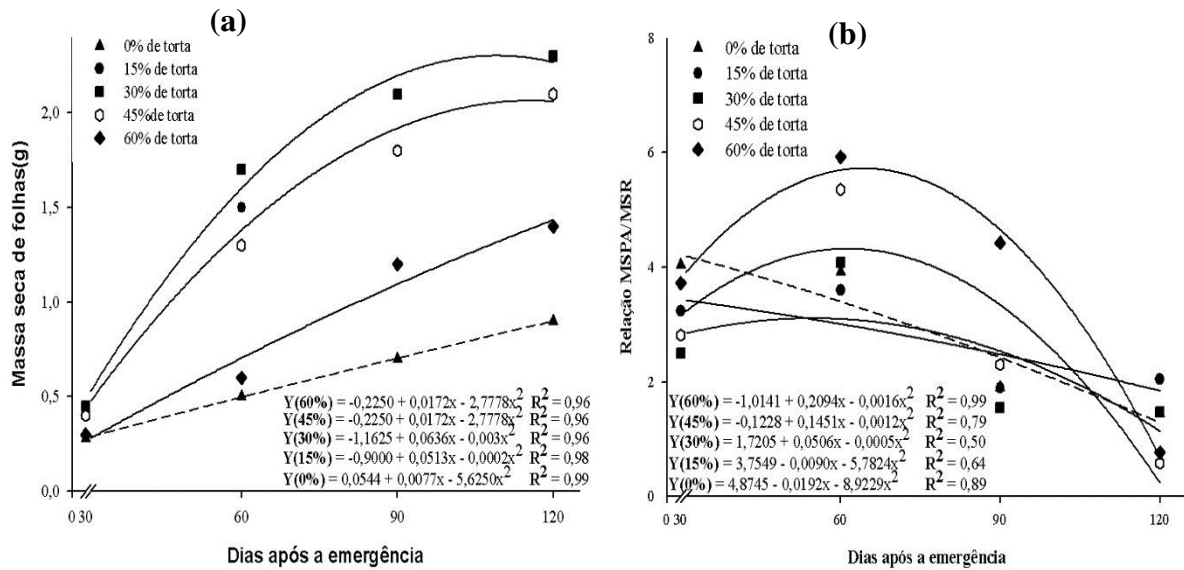 (a)
Massa seca de folhas(g)
2,0
1,5
1,0
0,5
0,0
0% de torta
15% de torta
30% de torta
45%de torta
60% de torta
Y(60%) = -0,2250 + 0,0172x - 2,7778x² R² = 0,96
Y(45%) = -0,2250 + 0,0172x - 2,7778x² R² = 0,96
Y(30%) = -1,1625 + 0,0636x -0,003x² R² = 0,96
Y(15%) = -0,9000 + 0,0513x -0,0002x² R² = 0,98
Y(0%) = 0,0544 + 0,0077x - 5,6250x² R² = 0,99
0 30 60 90 120
Dias após a emergência
(b)
Relação MSPA/MSR
8
6
4
2
0
0% de torta
15% de torta
30% de torta
45% de torta
60% de torta
Y(60%) = -1,0141 + 0,2094x -0,0016x² R² = 0,99
Y(45%) = -0,1228 + 0,1451x -0,0012x² R² = 0,79
Y(30%) = 1,7205 + 0,0506x -0,0005x² R² = 0,50
Y(15%) = 3,7549 - 0,0090x - 5,7824x² R² = 0,64
Y(0%) = 4,8745 - 0,0192x - 8,9229x² R² = 0,89
0 30 60 90 120
Dias após a emergência